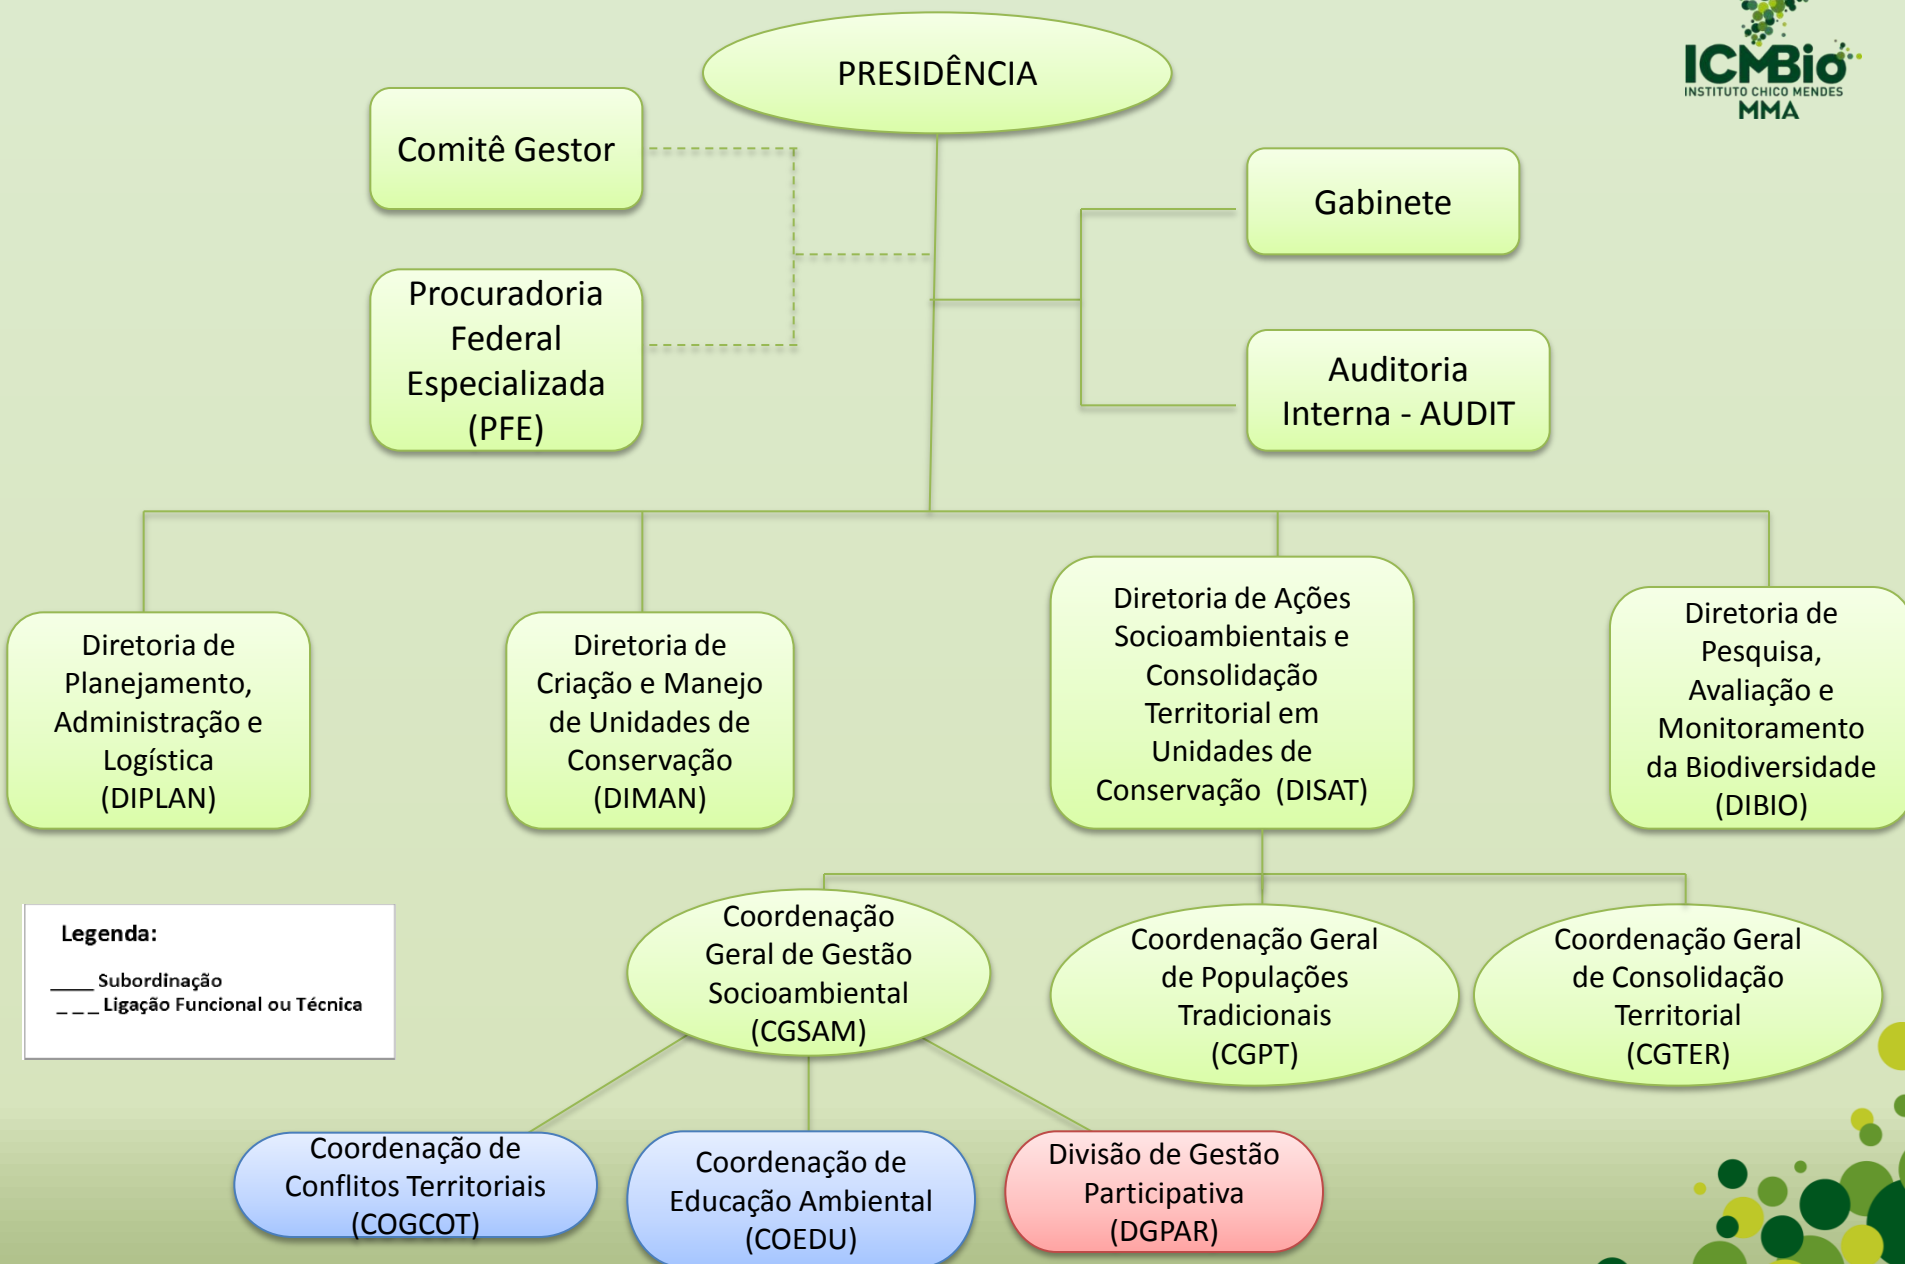 PRESIDÊNCIA
ICMBio
INSTITUTO CHICO MENDES
MMA
Comitê Gestor
Gabinete
Procuradoria
Federal
Especializada
(PFE)
Auditoria
Interna - AUDIT
Diretoria de
Planejamento,
Administração e
Logística
(DIPLAN)
Diretoria de
Criação e Manejo
de Unidades de
Conservação
(DIMAN)
Diretoria de Ações
Socioambientais e
Consolidação
Territorial em
Unidades de
Conservação (DISAT)
Diretoria de
Pesquisa,
Avaliação e
Monitoramento
da Biodiversidade
(DIBIO)
Legenda:
____ Subordinação
_ _ _ Ligação Funcional ou Técnica
Coordenação
Geral de Gestão
Socioambiental
(CGSAM)
Coordenação Geral
de Populações
Tradicionais
(CGPT)
Coordenação Geral
de Consolidação
Territorial
(CGTER)
Coordenação de
Conflitos Territoriais
(COGCOT)
Coordenação de
Educação Ambiental
(COEDU)
Divisão de Gestão
Participativa
(DGPAR)